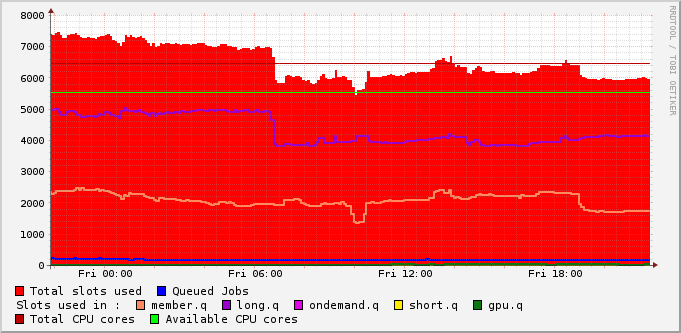 8000
7000
6000
5000
4000
3000
2000
1000
0
Fri 00:00 Fri 06:00 Fri 12:00 Fri 18:00
RRDTOOL / TOBI OETIKER
Total slots used Queued Jobs
Slots used in : member.q long.q ondemand.q short.q gpu.q
Total CPU cores Available CPU cores